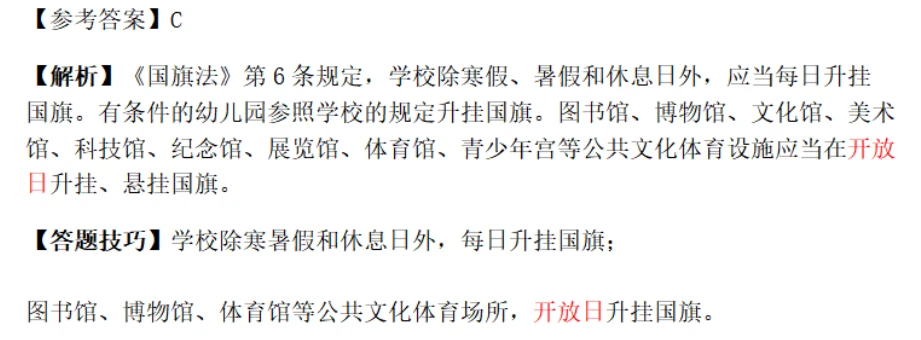 【参考答案】C
【解析】《国旗法》第6条规定，学校除寒假、暑假和休息日外，应当每日升挂
国旗。有条件的幼儿园参照学校的规定升挂国旗。图书馆、博物馆、文化馆、美术
馆、科技馆、纪念馆、展览馆、体育馆、青少年宫等公共文化体育设施应当在开放
日升挂、悬挂国旗。
【答题技巧】学校除寒暑假和休息日外，每日升挂国旗；
图书馆、博物馆、体育馆等公共文化体育场所，开放日升挂国旗。